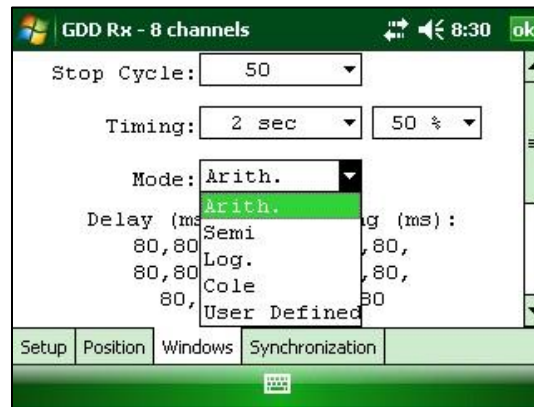 GDD Rx - 8 channels 8:30 ok
Stop Cycle: 50
Timing: 2 sec 50 %
Mode: Arith.
Arith.
Semi
Log.
Cole
User Defined
Delay (ms g (ms):
80,80 ,80,
80,80 ,80,
80, 80
Setup Position Windows Synchronization